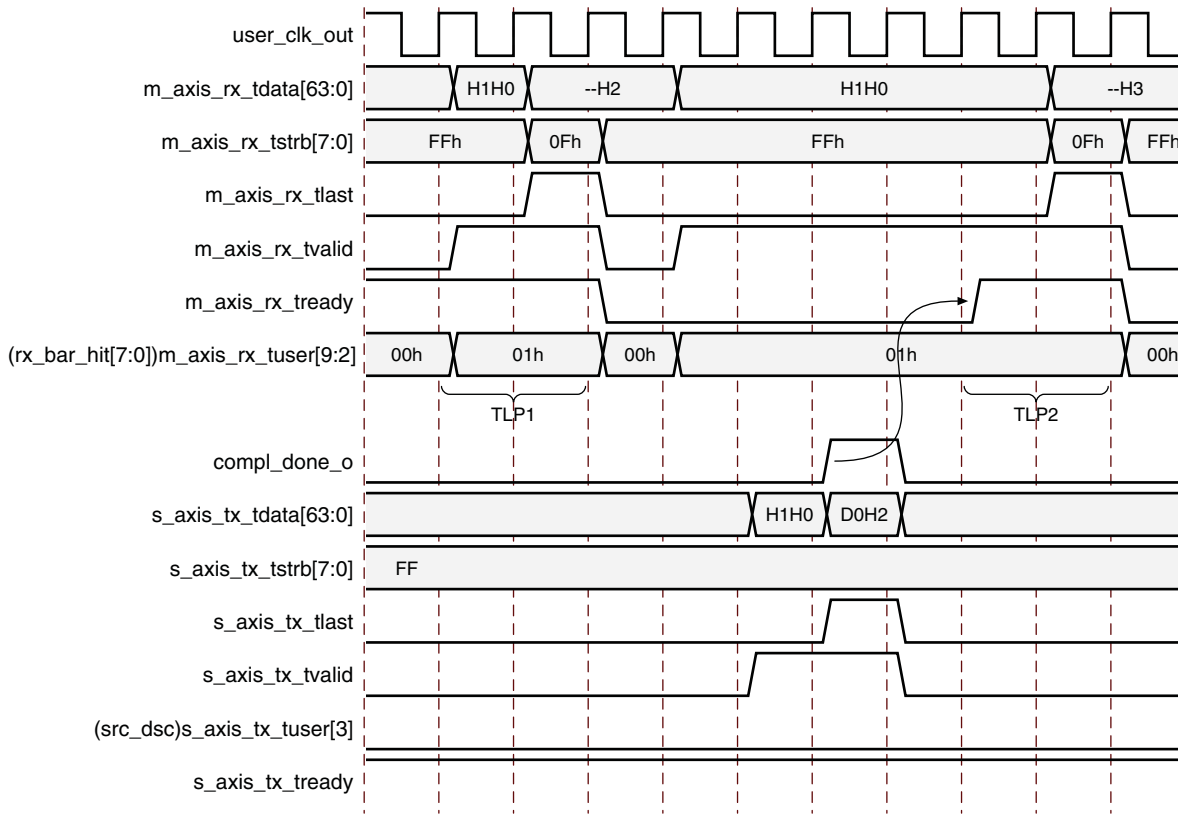 user_clk_out
m_axis_rx_tdata[63:0] H1H0 --H2 H1H0 --H3
m_axis_rx_tstrb[7:0] FFh 0Fh FFh 0Fh FFh
m_axis_rx_tlast
m_axis_rx_tvalid
m_axis_rx_tready
(rx_bar_hit[7:0])m_axis_rx_tuser[9:2] 00h 01h 00h 01h 00h
TLP1 TLP2
compl_done_o
s_axis_tx_tdata[63:0] H1H0 D0H2
s_axis_tx_tstrb[7:0] FF
s_axis_tx_tlast
s_axis_tx_tvalid
(src_dsc)s_axis_tx_tuser[3]
s_axis_tx_tready